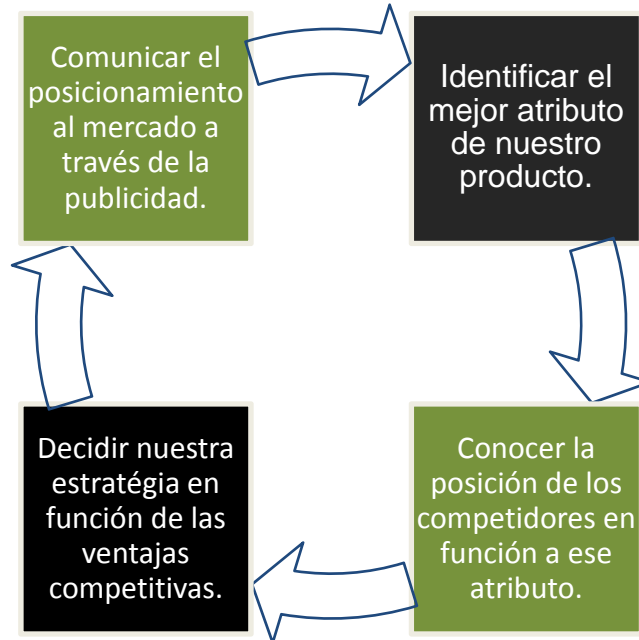 Comunicar el
posicionamiento
al mercado a
través de la
publicidad.
Identificar el
mejor atributo
de nuestro
producto.
Conocer la
posición de los
competidores en
función a ese
atributo.
Decidir nuestra
estratégia en
función de las
ventajas
competitivas.